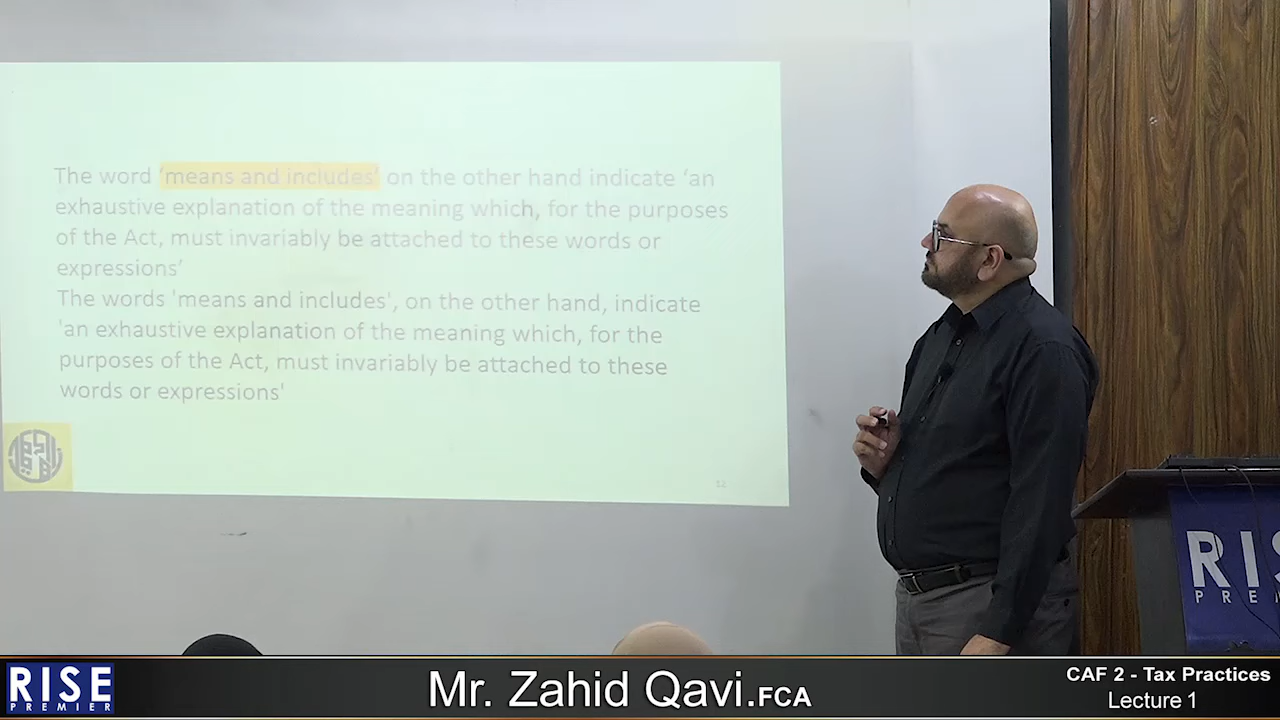 The word ‘means and includes’ on the other hand indicate ‘an
exhaustive explanation of the meaning which, for the purposes
of the Act, must invariably be attached to these words or
expressions’
The words 'means and includes', on the other hand, indicate
'an exhaustive explanation of the meaning which, for the
purposes of the Act, must invariably be attached to these
words or expressions'
12
RIS
PRE
RISE
PREMIER
Mr. Zahid Qavi.FCA
CAF 2 - Tax Practices
Lecture 1